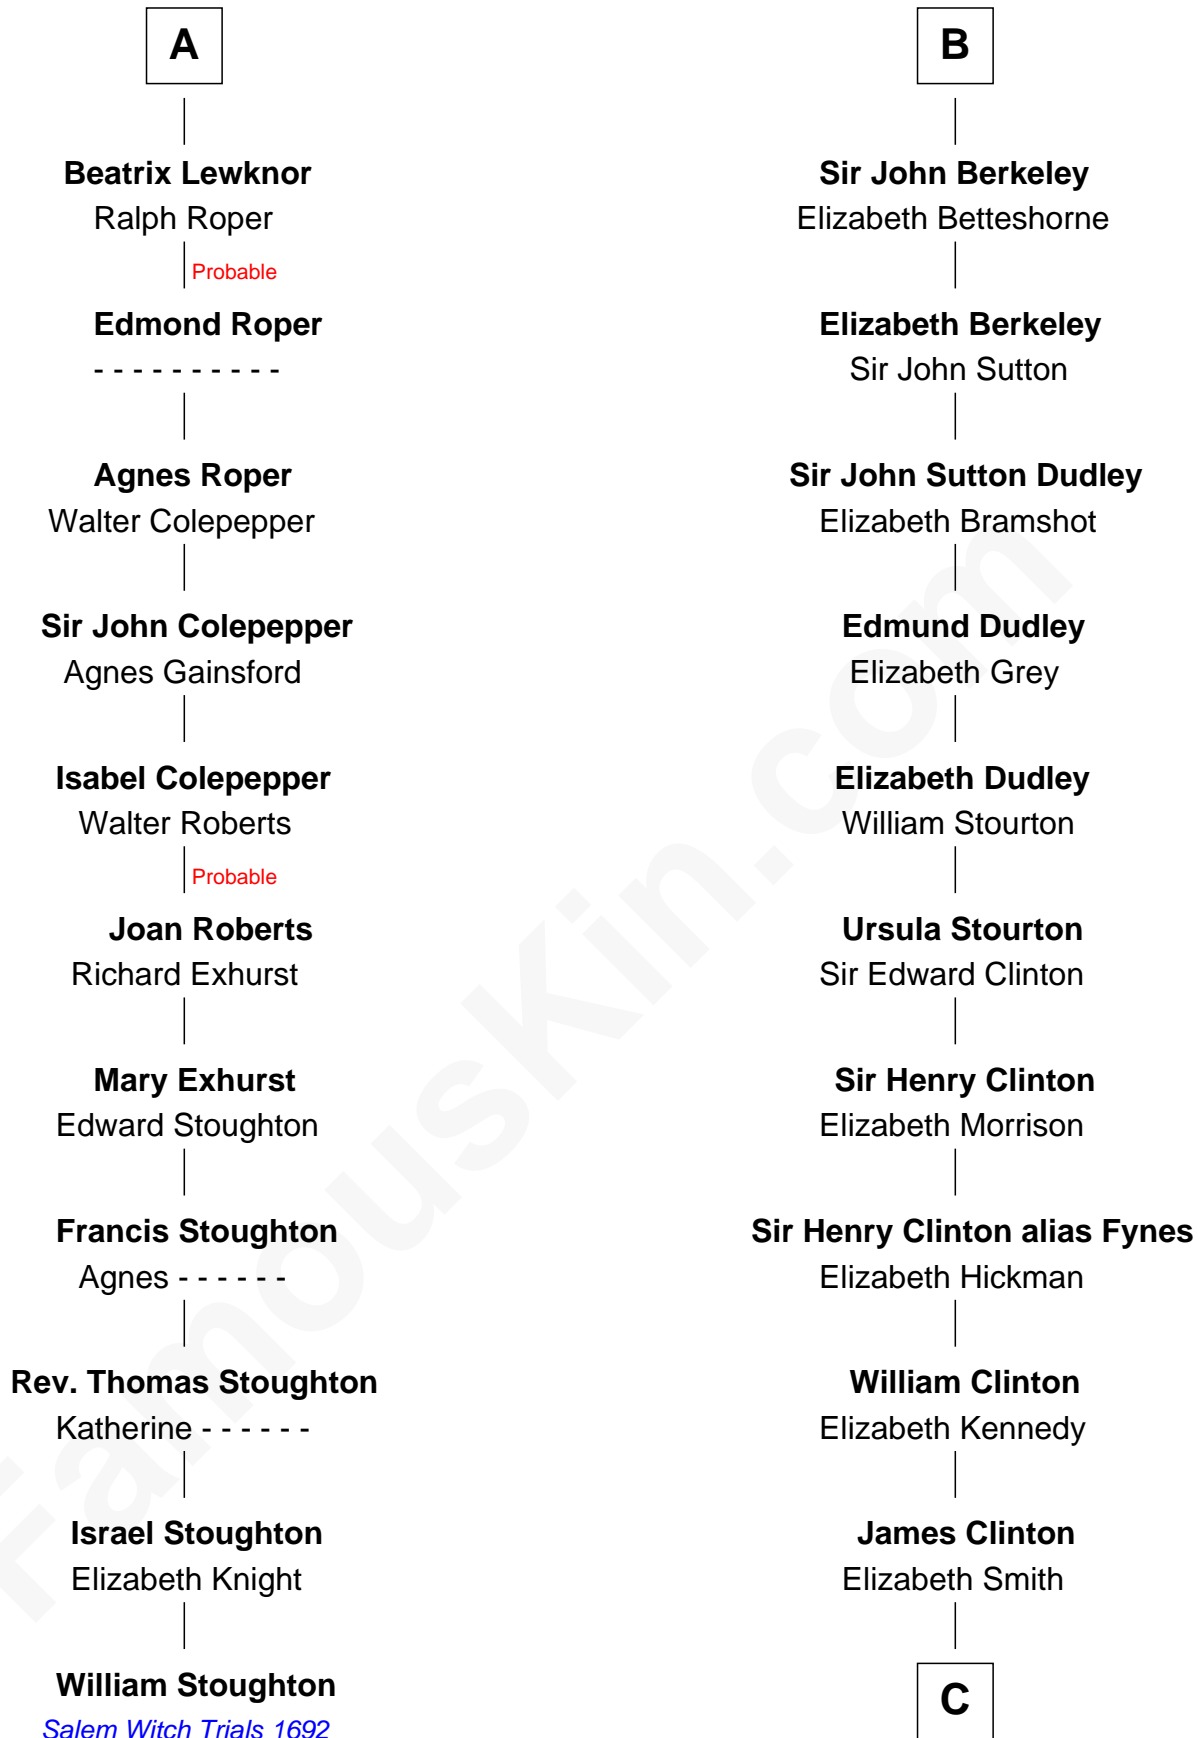 A
Beatrix Lewknor
Ralph Roper
Probable
Edmond Roper
- - - - - - - - - -
Agnes Roper
Walter Colepepper
Sir John Colepepper
Agnes Gainsford
Isabel Colepepper
Walter Roberts
Probable
Joan Roberts
Richard Exhurst
Mary Exhurst
Edward Stoughton
Francis Stoughton
Agnes - - - - - -
Rev. Thomas Stoughton
Katherine - - - - - -
Israel Stoughton
Elizabeth Knight
William Stoughton
Salem Witch Trials 1692
B
Sir John Berkeley
Elizabeth Betteshorne
Elizabeth Berkeley
Sir John Sutton
Sir John Sutton Dudley
Elizabeth Bramshot
Edmund Dudley
Elizabeth Grey
Elizabeth Dudley
William Stourton
Ursula Stourton
Sir Edward Clinton
Sir Henry Clinton
Elizabeth Morrison
Sir Henry Clinton alias Fynes
Elizabeth Hickman
William Clinton
Elizabeth Kennedy
James Clinton
Elizabeth Smith
C
FamousKin.com